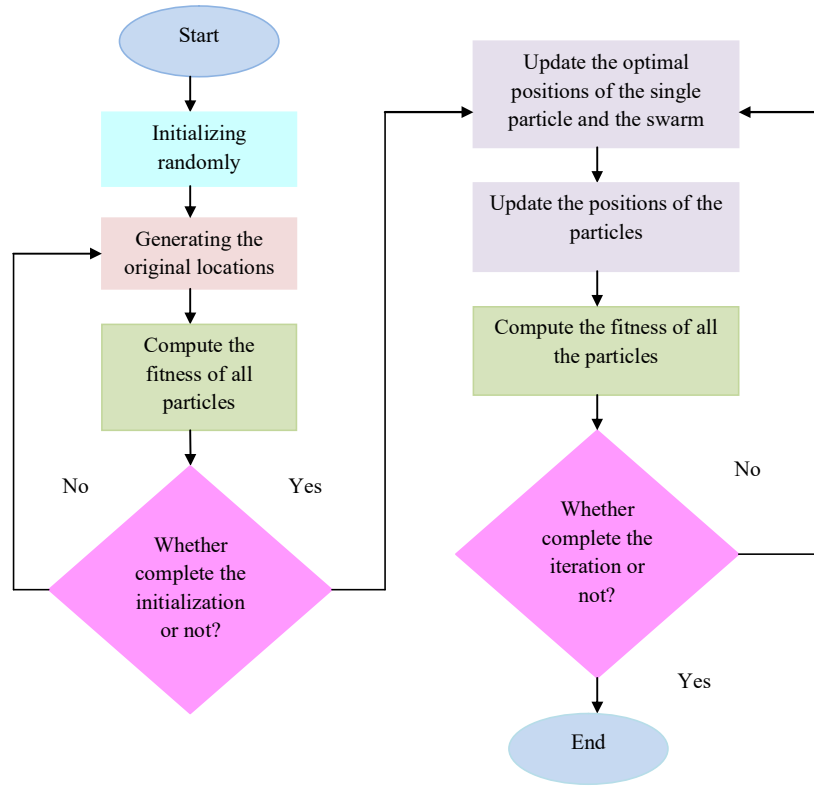 Start
Initializing
randomly
Generating the
original locations
Compute the
fitness of all
particles
No
Yes
Whether
complete the
initialization
or not?
Update the optimal
positions of the single
particle and the swarm
Update the positions of the
particles
Compute the fitness of all
the particles
No
Whether
complete the
iteration or
not?
Yes
End